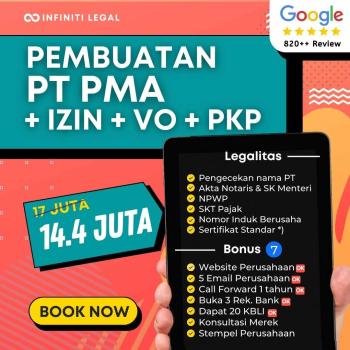 INFINITI LEGAL
Google
820++ Review
PEMBUATAN
PT PMA
+ IZIN + VO + PKP
17 JUTA
14.4 JUTA
BOOK NOW
Legalitas
Pengecekan nama PT
Akta Notaris & SK Menteri
NPWP
SKT Pajak
Nomor Induk Berusaha
Sertifikat Standar *)
Bonus 7
Website Perusahaan OK
5 Email Perusahaan OK
Call Forward 1 tahun OK
Buka 3 Rek. Bank OK
Dapat 20 KBLI OK
Konsultasi Merek
Stempel Perusahaan